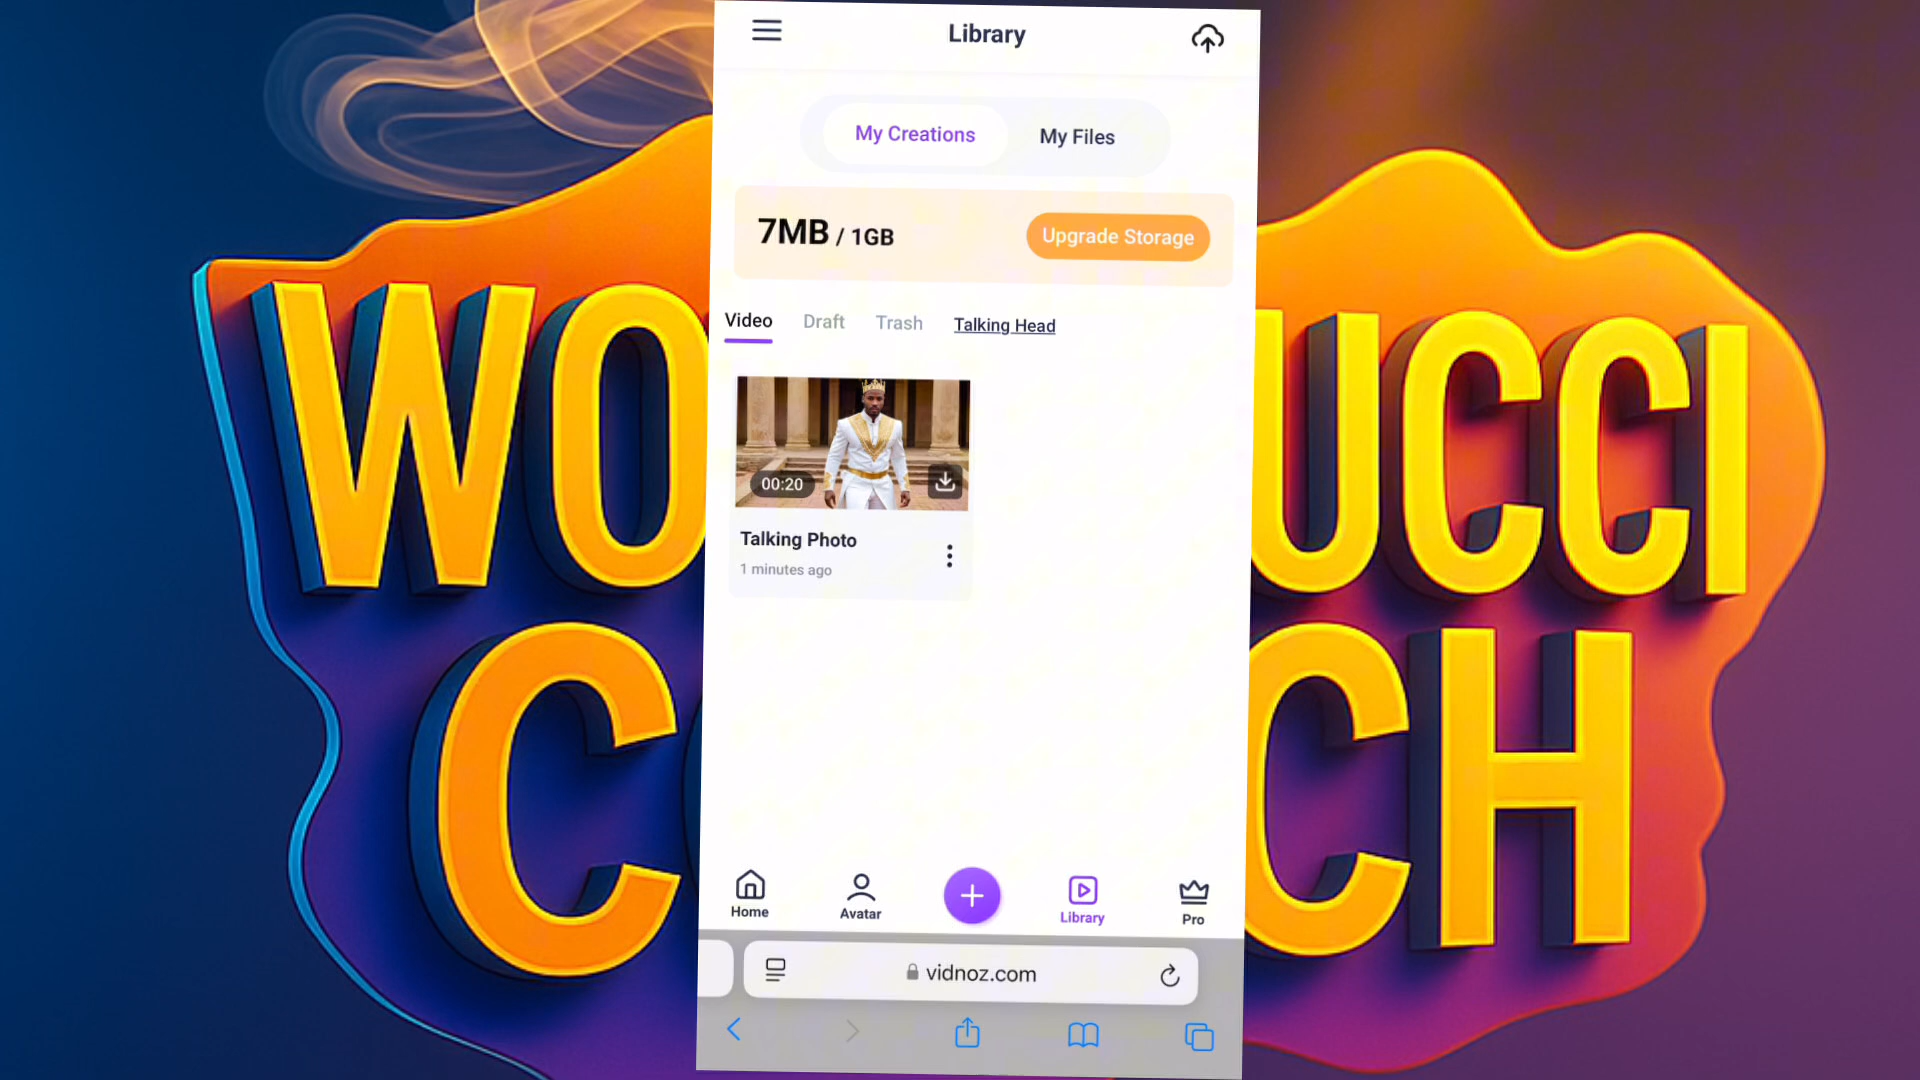 Library
My Creations
My Files
7MB / 1GB
Upgrade Storage
Video
Draft
Trash
Talking Head
00:20
Talking Photo
1 minutes ago
Home
Avatar
Library
Pro
vidnoz.com
UCCI
CH